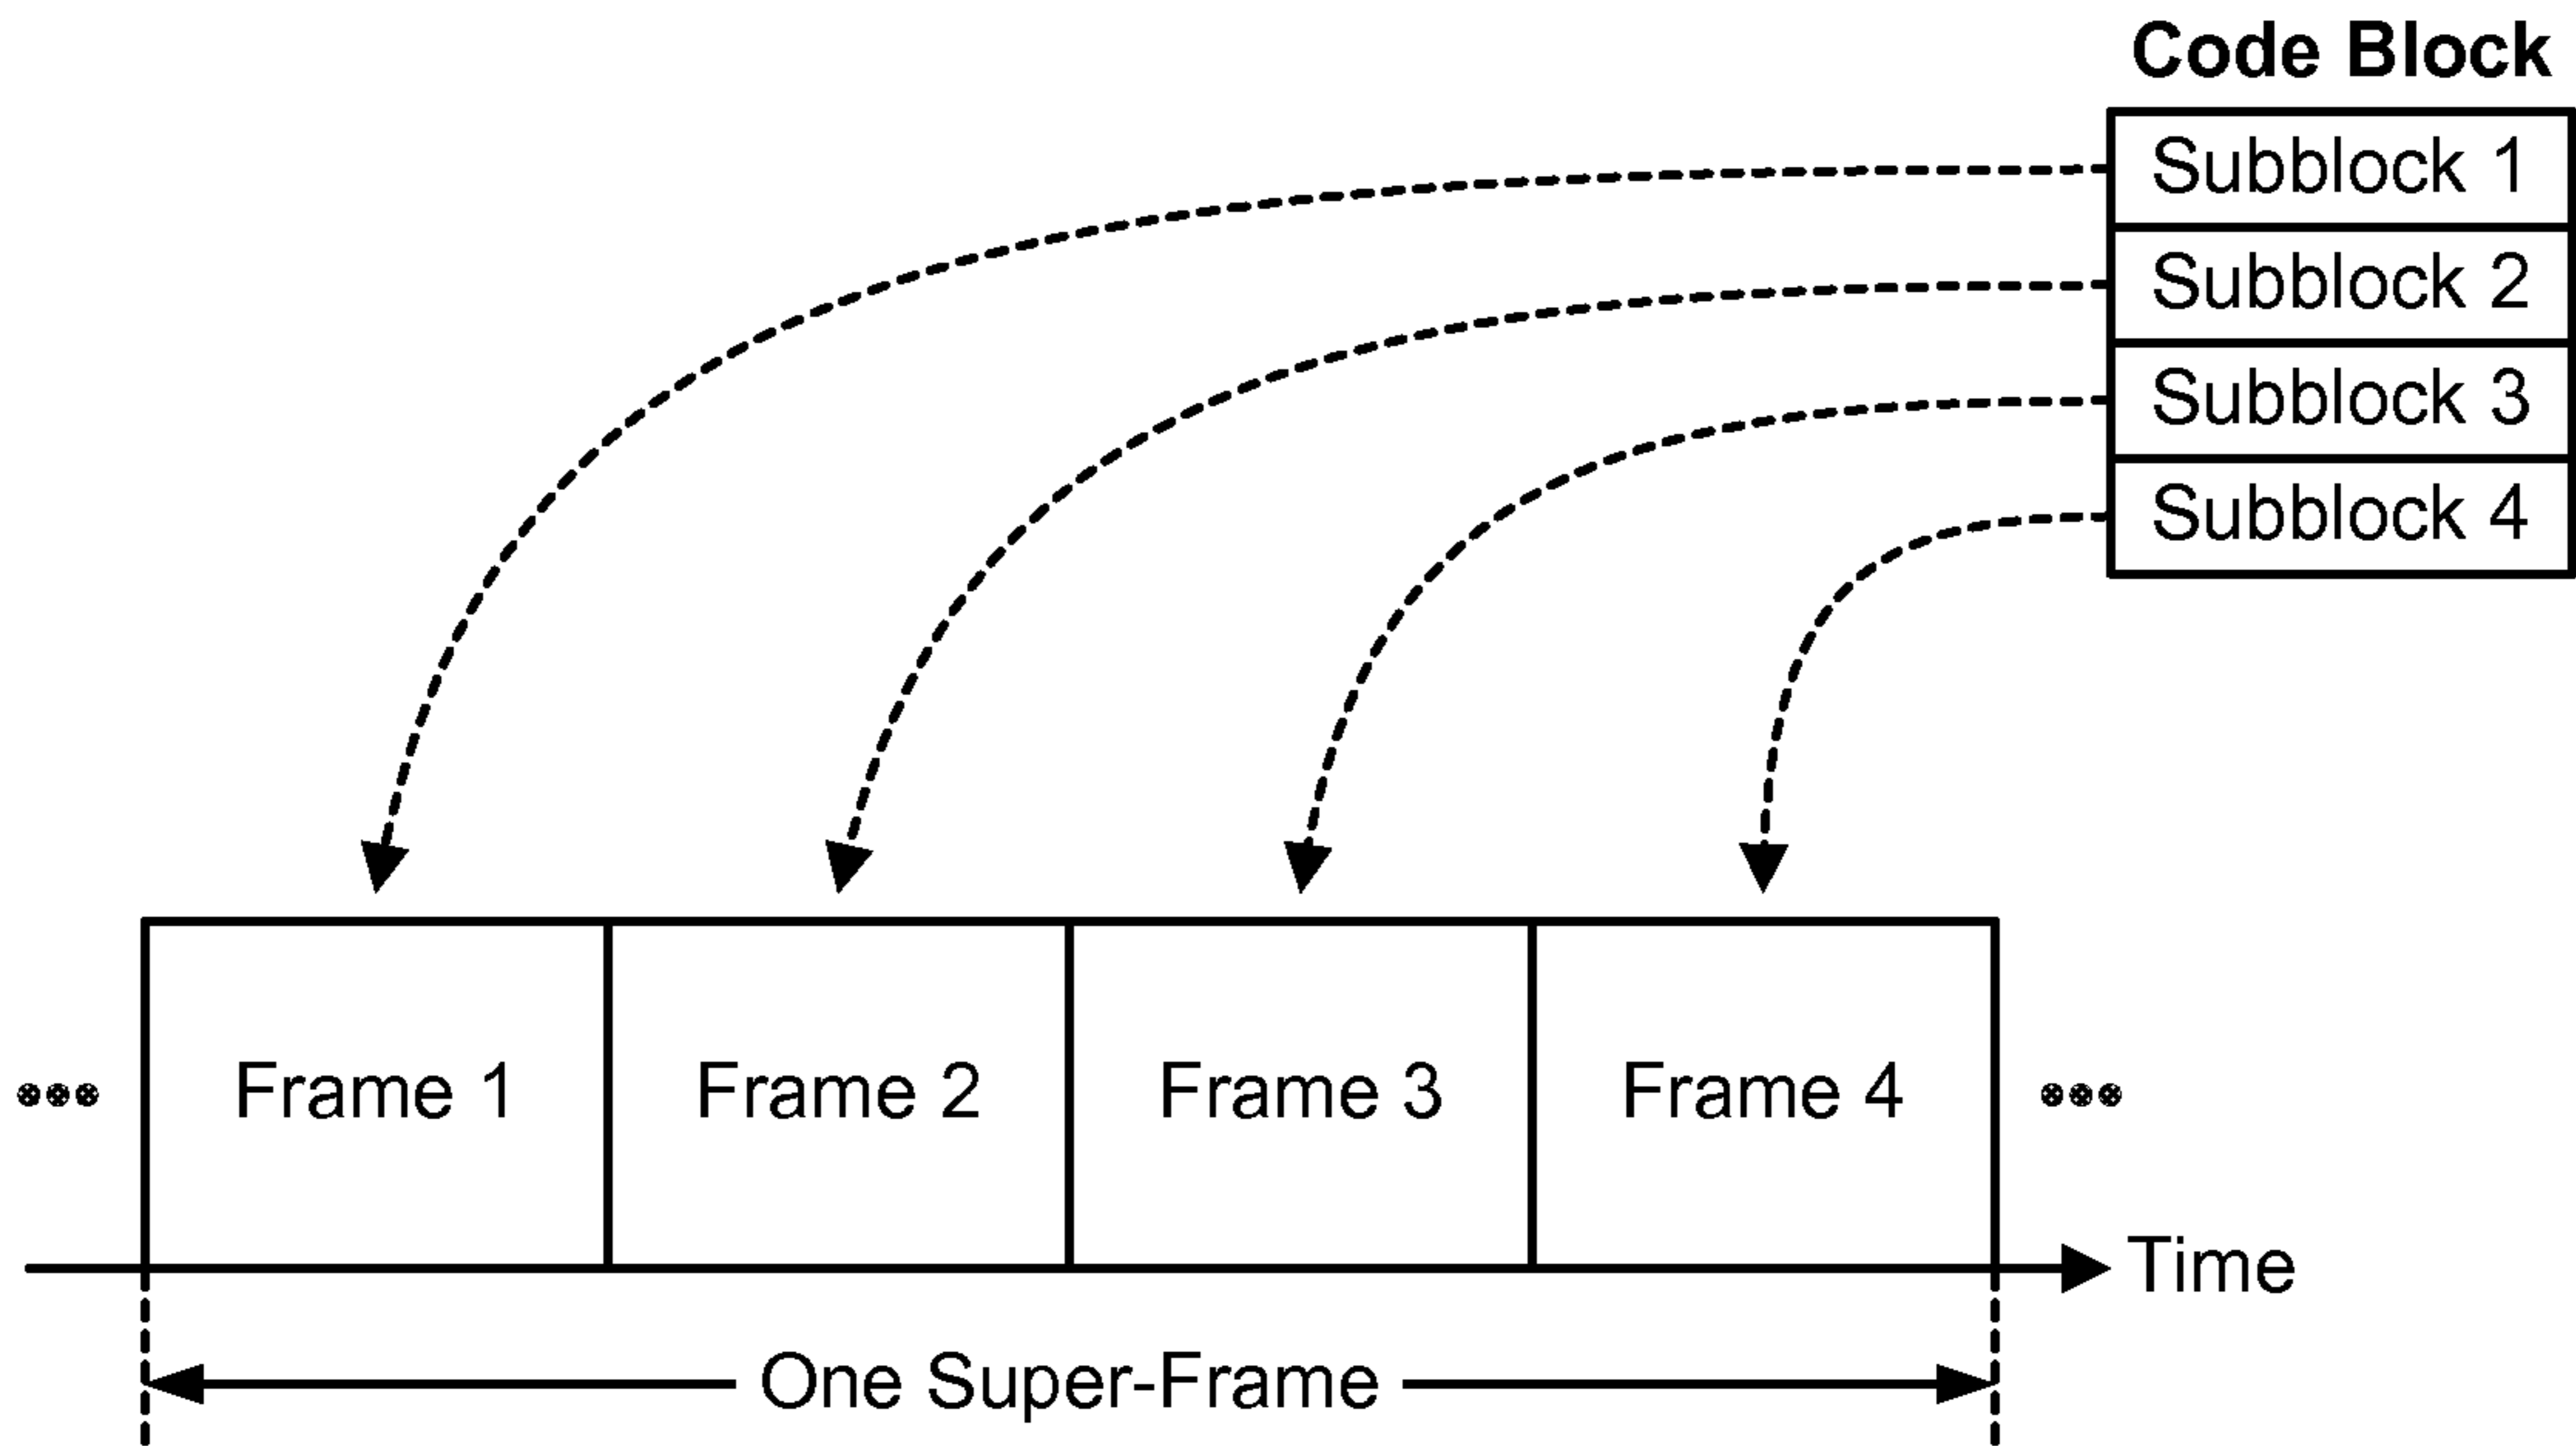 Code Block
Subblock 1
Subblock 2
Subblock 3
Subblock 4
Frame 1
Frame 2
Frame 3
Frame 4
Time
One Super-Frame